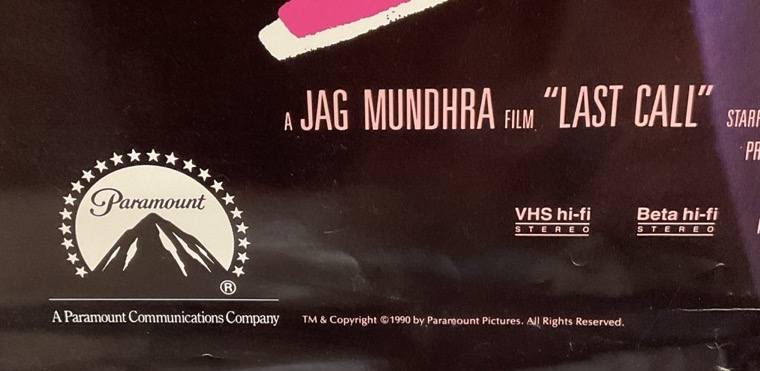 A JAG MUNDHRA FILM "LAST CALL"
VHS hi-fi
STEREO
Beta hi-fi
STEREO
Paramount
®
A Paramount Communications Company
TM & Copyright ©1990 by Paramount Pictures. All Rights Reserved.